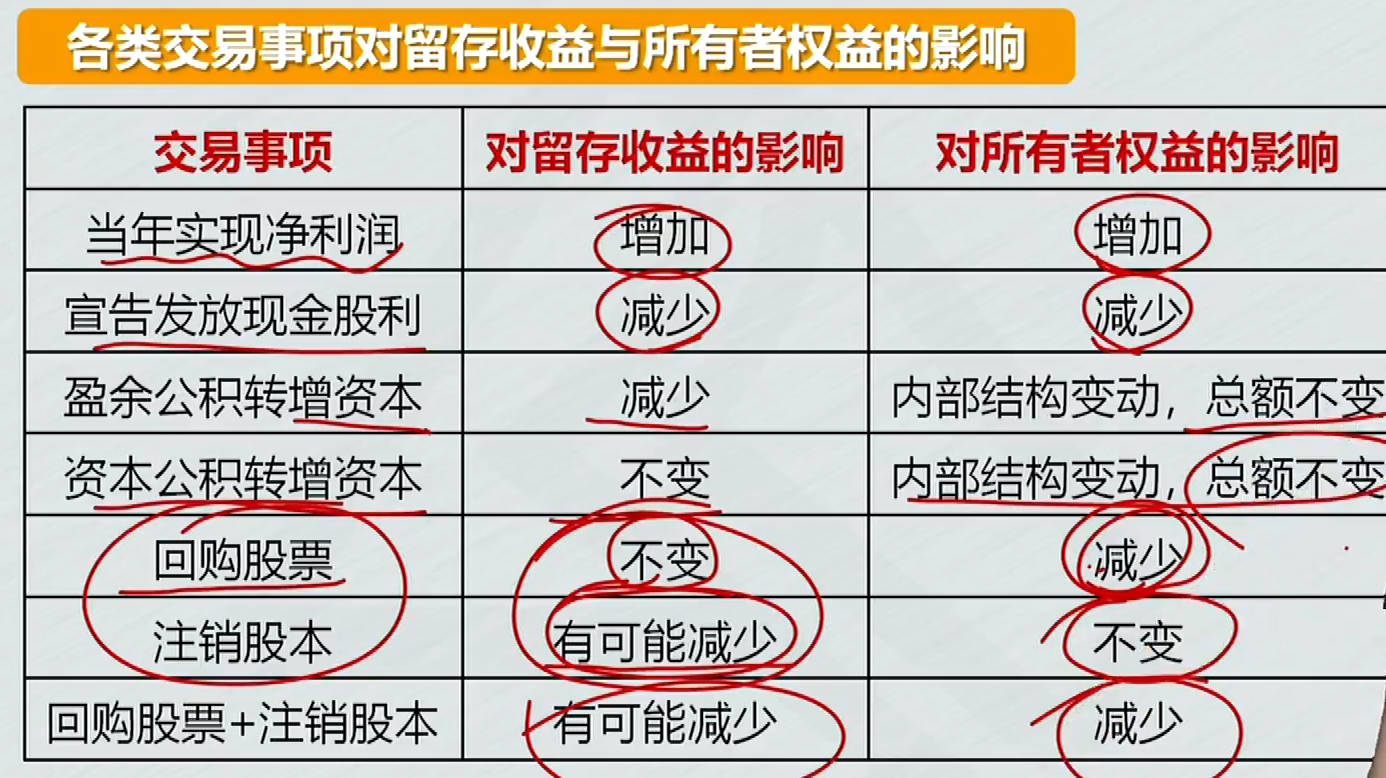 各类交易事项对留存收益与所有者权益的影响
交易事项 对留存收益的影响 对所有者权益的影响
当年实现净利润 增加 增加
宣告发放现金股利 减少 减少
盈余公积转增资本 减少 内部结构变动，总额不变
资本公积转增资本 不变 内部结构变动，总额不变
回购股票 不变 减少
注销股本 有可能减少 不变
回购股票+注销股本 有可能减少 减少